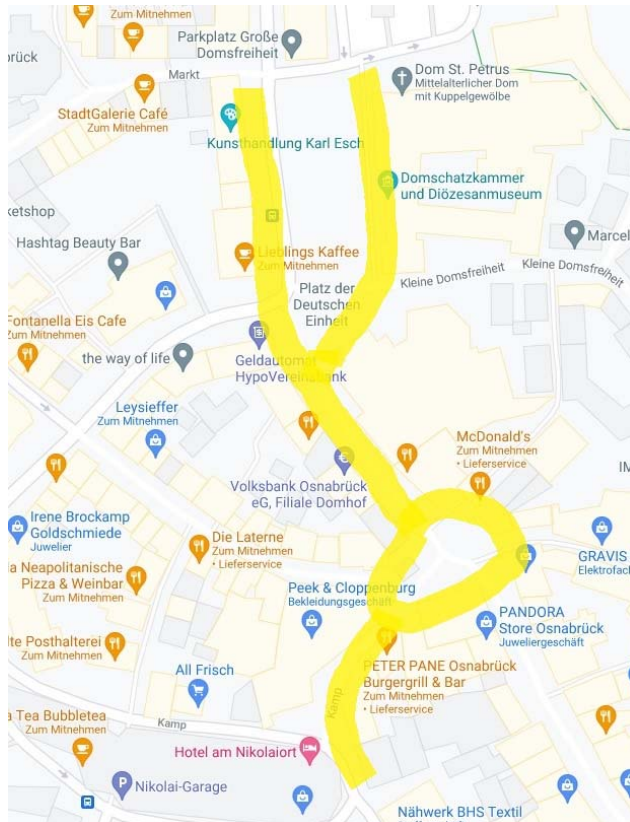 Zum Mitnehmen
Parkplatz Große
Domsfreiheit
rück
Markt
Dom St. Petrus
Mittelalterlicher Dom
mit Kuppelgewölbe
StadtGalerie Café
Zum Mitnehmen
Kunsthandlung Karl Esch
Domschatzkammer
und Diözesanmuseum
ketshop
Marcel
Hashtag Beauty Bar
Lieblings Kaffee
Zum Mitnehmen
Kleine Domsfreiheit
Kleine Domsfreiheit
Platz der
Deutschen
Einheit
Fontanella Eis Cafe
Zum Mitnehmen
the way of life
Geldautomat
HypoVereinsbank
Leysieffer
Zum Mitnehmen
McDonald's
Zum Mitnehmen
• Lieferservice
IM
Volksbank Osnabrück
eG, Filiale Domhof
Irene Brockamp
Goldschmiede
Juwelier
Die Laterne
Zum Mitnehmen
• Lieferservice
GRAVIS
Elektrofach
a Neapolitanische
Pizza & Weinbar
Peek & Cloppenburg
Bekleidungsgeschäft
PANDORA
Store Osnabrück
Juweliergeschäft
lte Posthalterei
Zum Mitnehmen
All Frisch
PETER PANE Osnabrück
Burgergrill & Bar
Zum Mitnehmen
• Lieferservice
Kamp
a Tea Bubbletea
Zum Mitnehmen
Kamp
Hotel am Nikolaiort
P
Nikolai-Garage
Nähwerk BHS Textil